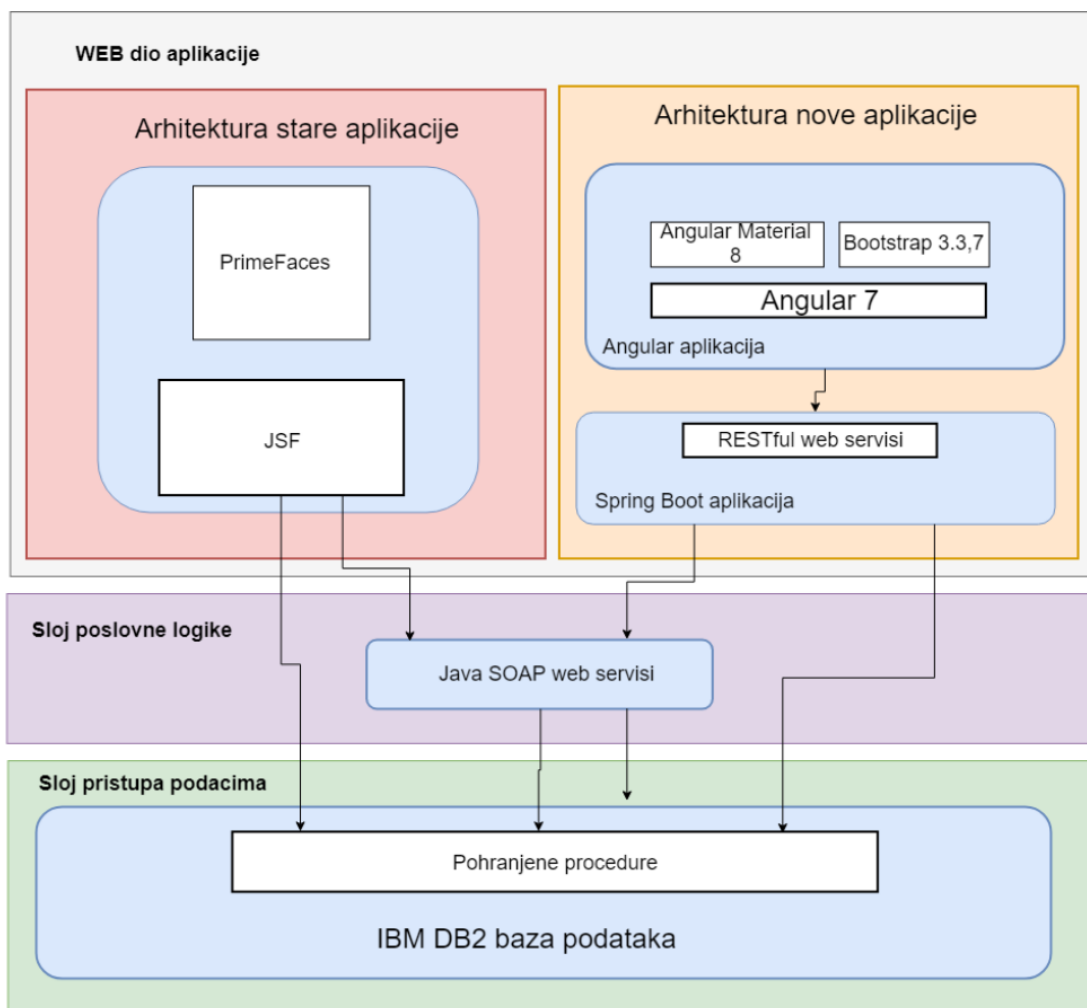 WEB dio aplikacije
Arhitektura stare aplikacije
PrimeFaces
JSF
Arhitektura nove aplikacije
Angular Material
8
Bootstrap 3.3,7
Angular 7
Angular aplikacija
RESTful web servisi
Spring Boot aplikacija
Sloj poslovne logike
Java SOAP web servisi
Sloj pristupa podacima
Pohranjene procedure
IBM DB2 baza podataka